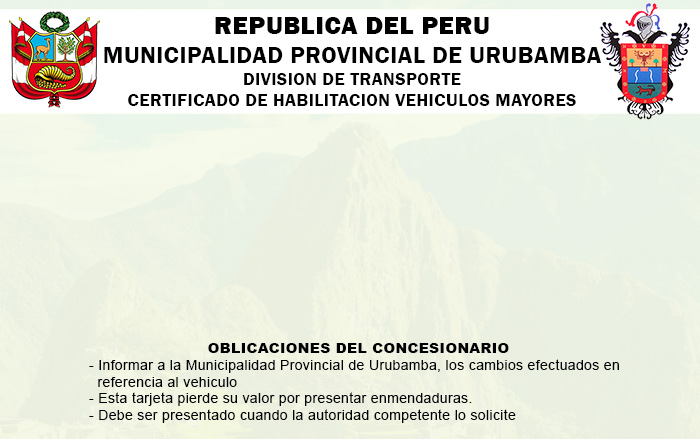 REPUBLICA DEL PERU
MUNICIPALIDAD PROVINCIAL DE URUBAMBA
DIVISION DE TRANSPORTE
CERTIFICADO DE HABILITACION VEHICULOS MAYORES
OBLICACIONES DEL CONCESIONARIO
- Informar a la Municipalidad Provincial de Urubamba, los cambios efectuados en
referencia al vehiculo
- Esta tarjeta pierde su valor por presentar enmendaduras.
- Debe ser presentado cuando la autoridad competente lo solicite